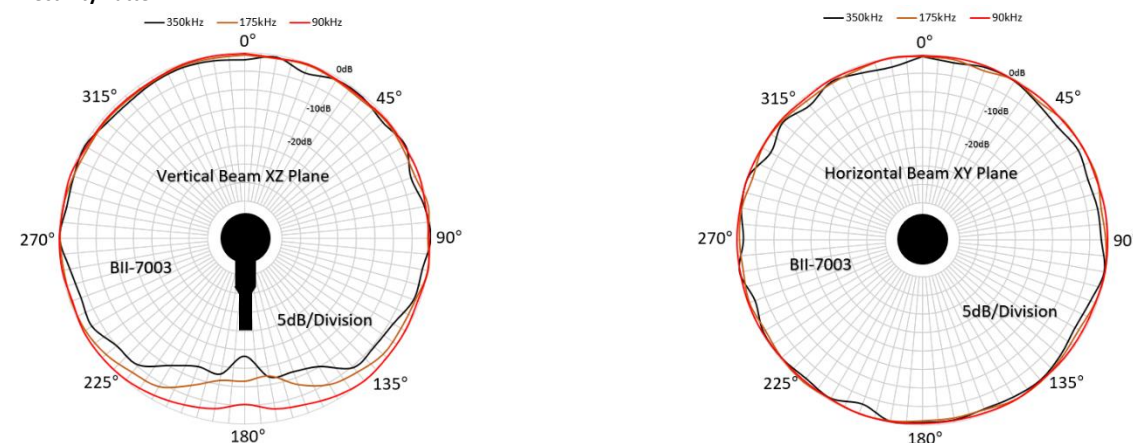 350kHz 175kHz 90kHz
0°
0dB
315°
45°
-10dB
-20dB
Vertical Beam XZ Plane
270°
90°
BII-7003
5dB/Division
225°
135°
180°
350kHz 175kHz 90kHz
0°
0dB
315°
45°
-10dB
-20dB
Horizontal Beam XY Plane
270°
90
BII-7003
5dB/Division
225°
135°
180°